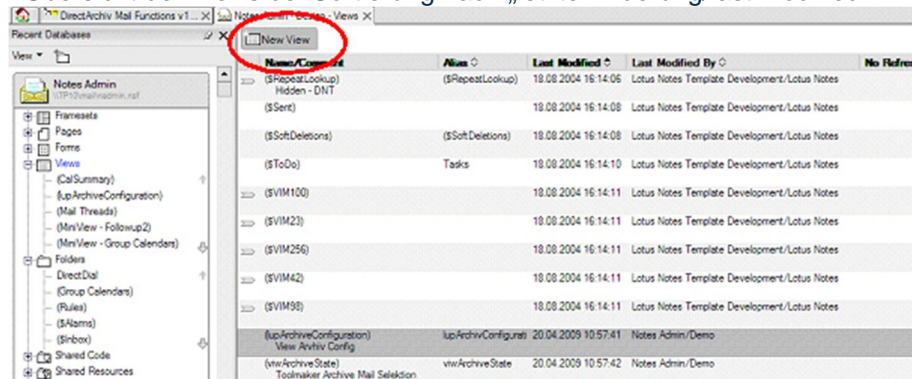 DirectArchiv Mail Functions v1... Notes Admin - Design - Views
Recent Databases
View
New View
Notes Admin
Framesets
Pages
Forms
Views
(CalSummary)
(lupArchiveConfiguration)
(Mail Threads)
(MiniView - Followup2)
(MiniView - Group Calendars)
Folders
DirectDial
(Group Calendars)
(Rules)
($Alarms)
($Inbox)
Shared Code
Shared Resources
Name/Comment Alias Last Modified Last Modified By No Refre
($RepeatLookup) ($RepeatLookup) 18.08.2004 16:14:06 Lotus Notes Template Development/Lotus Notes
Hidden - DNT
($Sent) 18.08.2004 16:14:08 Lotus Notes Template Development/Lotus Notes
($SoftDeletions) ($SoftDeletions) 18.08.2004 16:14:08 Lotus Notes Template Development/Lotus Notes
($ToDo) Tasks 18.08.2004 16:14:10 Lotus Notes Template Development/Lotus Notes
($VIM100) 18.08.2004 16:14:11 Lotus Notes Template Development/Lotus Notes
($VIM23) 18.08.2004 16:14:11 Lotus Notes Template Development/Lotus Notes
($VIM256) 18.08.2004 16:14:11 Lotus Notes Template Development/Lotus Notes
($VIM42) 18.08.2004 16:14:11 Lotus Notes Template Development/Lotus Notes
($VIM98) 18.08.2004 16:14:11 Lotus Notes Template Development/Lotus Notes
(lupArchiveConfiguration) lupArchivConfigurati 20.04.2009 10:57:41 Notes Admin/Demo
View Arvhiv Config
(viwArchiveState) viwArchiveState 20.04.2009 10:57:42 Notes Admin/Demo
Toolmaker Archive Mail Selektion